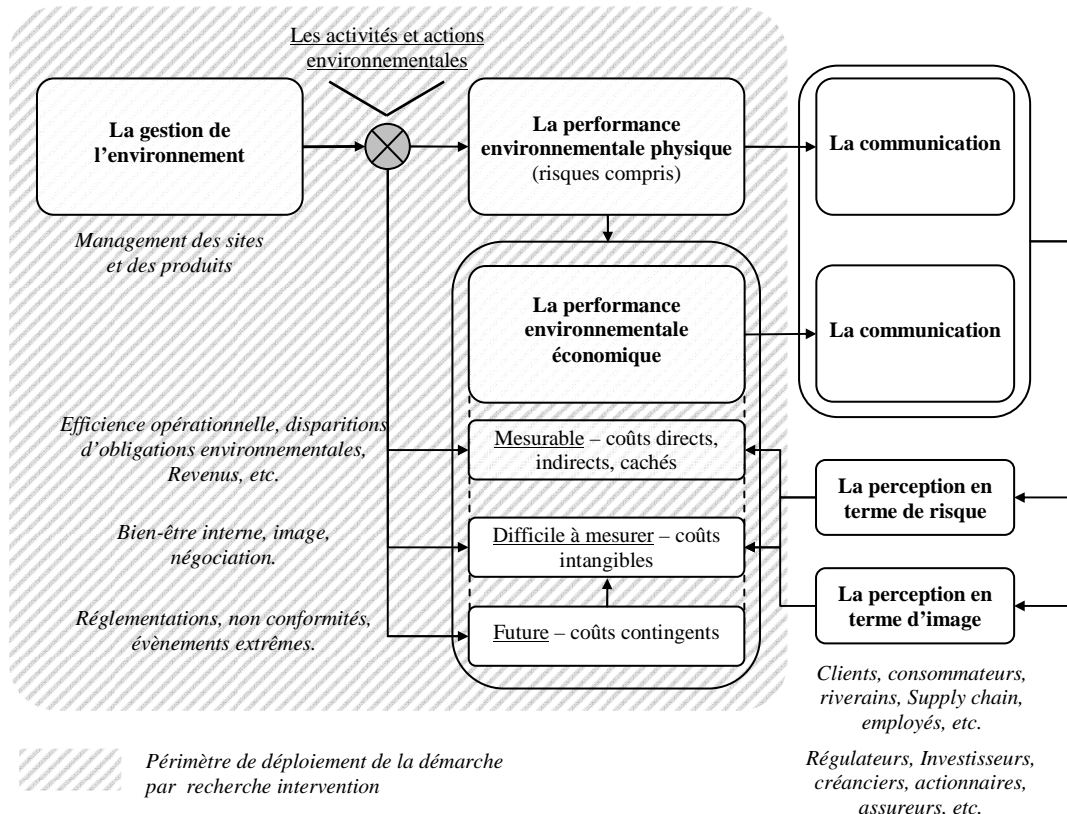 Les activités et actions
environnementales
La gestion de
l’environnement
La performance
environnementale physique
(risques compris)
La communication
Management des sites
et des produits
La performance
environnementale
économique
La communication
Efficience opérationnelle, disparitions
d’obligations environnementales,
Revenus, etc.
Mesurable – coûts directs,
indirects, cachés
La perception en
terme de risque
Bien-être interne, image,
négociation.
Difficile à mesurer – coûts
intangibles
La perception en
terme d’image
Réglementations, non conformités,
évènements extrêmes.
Future – coûts contingents
Clients, consommateurs,
riverains, Supply chain,
employés, etc.
Régulateurs, Investisseurs,
créanciers, actionnaires,
assureurs, etc.
Périmètre de déploiement de la démarche
par recherche intervention